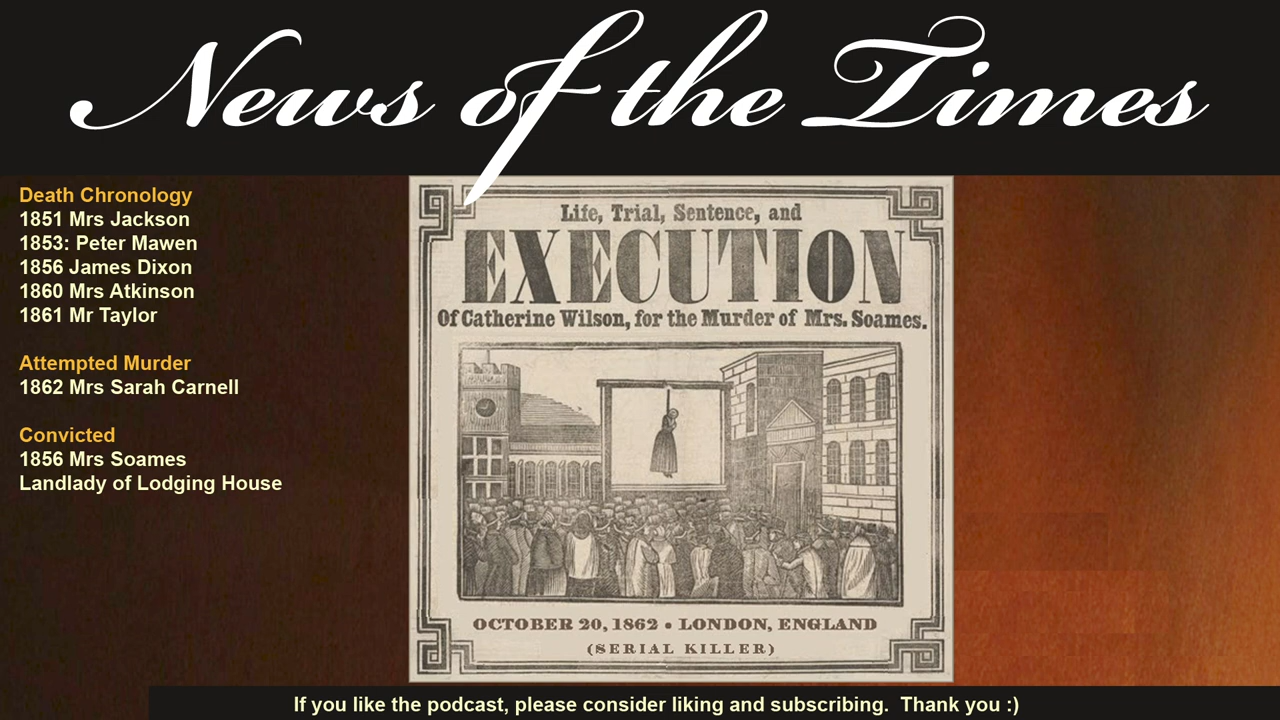 News of the Times
Death Chronology
1851 Mrs Jackson
1853: Peter Mawen
1856 James Dixon
1860 Mrs Atkinson
1861 Mr Taylor
Attempted Murder
1862 Mrs Sarah Carnell
Convicted
1856 Mrs Soames
Landlady of Lodging House
Life, Trial, Sentence, and
EXECUTION
Of Catherine Wilson, for the Murder of Mrs. Soames.
OCTOBER 20, 1862 • LONDON, ENGLAND
(SERIAL KILLER)
If you like the podcast, please consider liking and subscribing. Thank you :)